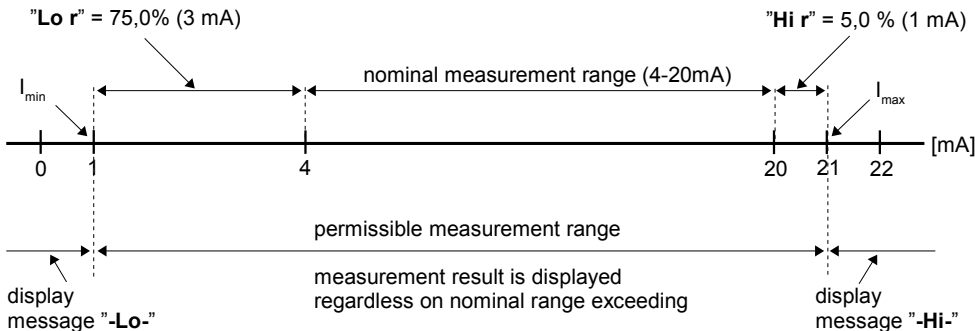 "Lo r" = 75,0% (3 mA)
"Hi r" = 5,0 % (1 mA)
nominal measurement range (4-20mA)
Imin
Imax
[mA]
0 1 4 20 21 22
permissible measurement range
measurement result is displayed
regardless on nominal range exceeding
display
message "-Lo-"
display
message "-Hi-"